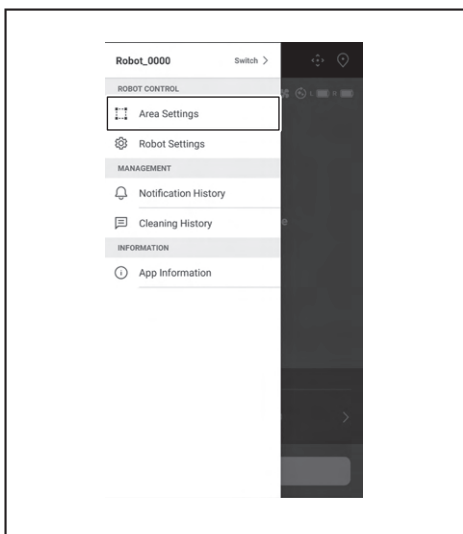 Robot_0000 Switch >
ROBOT CONTROL
Area Settings
Robot Settings
MANAGEMENT
Notification History
Cleaning History
INFORMATION
App Information
L R
e